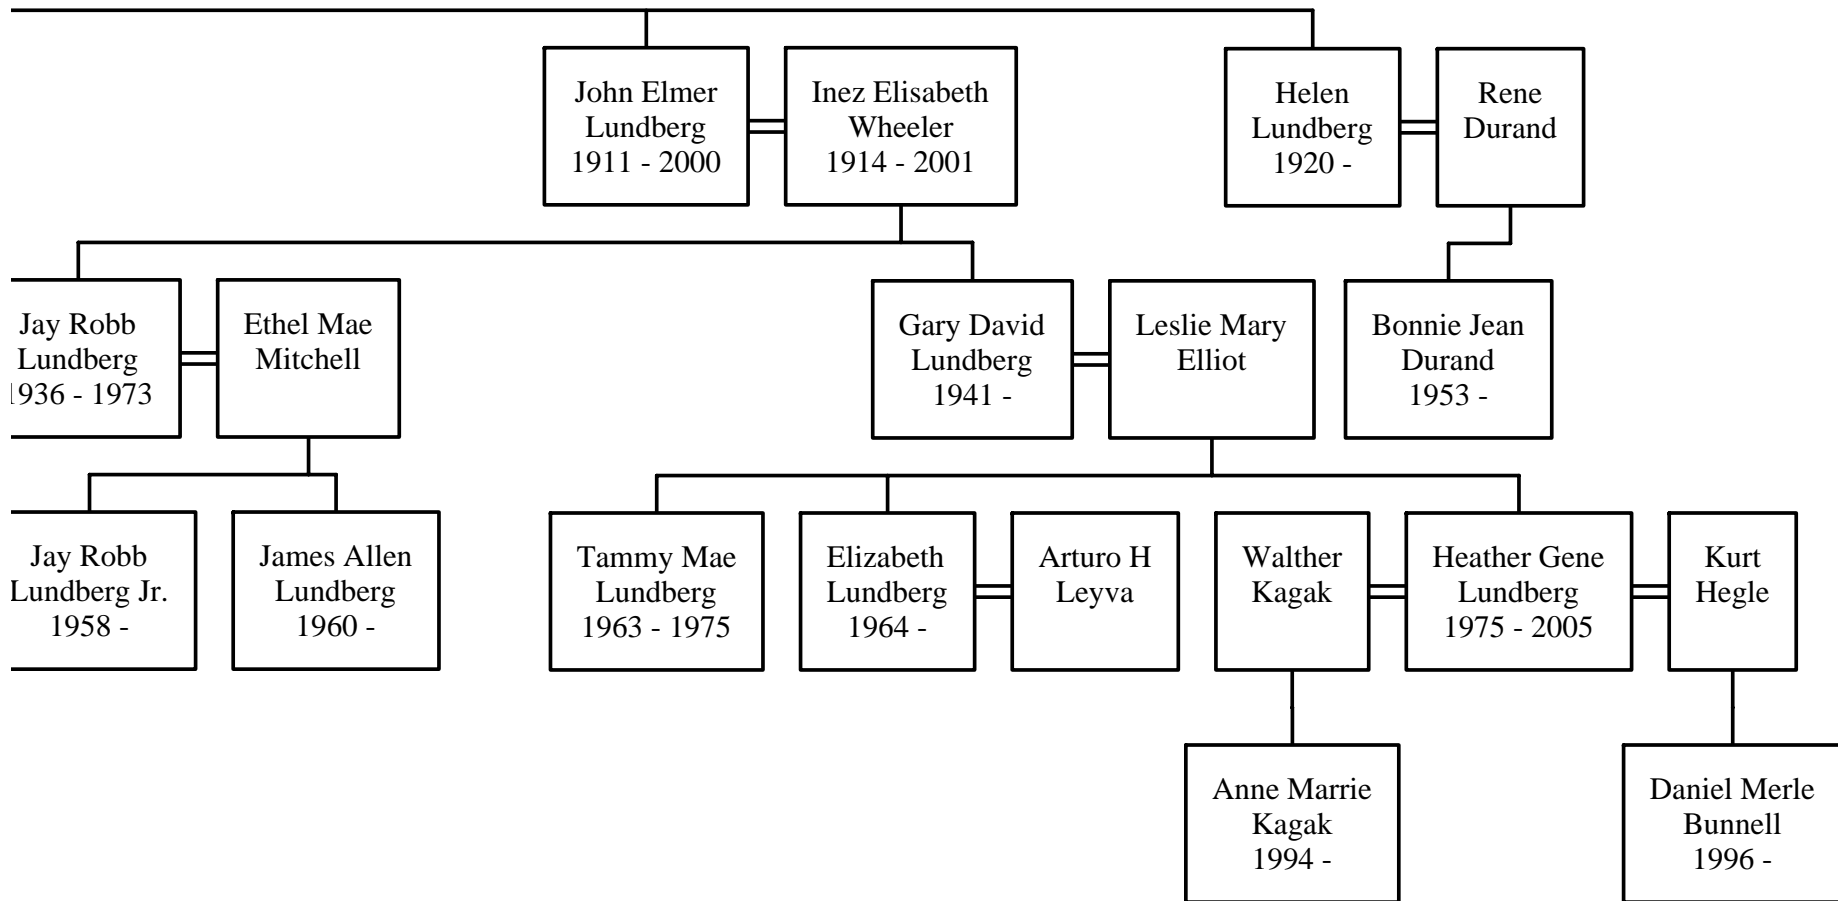 John Elmer
Lundberg
1911 - 2000
Inez Elisabeth
Wheeler
1914 - 2001
Helen
Lundberg
1920 -
Rene
Durand
Jay Robb
Lundberg
1936 - 1973
Ethel Mae
Mitchell
Gary David
Lundberg
1941 -
Leslie Mary
Elliot
Bonnie Jean
Durand
1953 -
Jay Robb
Lundberg Jr.
1958 -
James Allen
Lundberg
1960 -
Tammy Mae
Lundberg
1963 - 1975
Elizabeth
Lundberg
1964 -
Arturo H
Leyva
Walther
Kagak
Heather Gene
Lundberg
1975 - 2005
Kurt
Hegle
Anne Marrie
Kagak
1994 -
Daniel Merle
Bunnell
1996 -